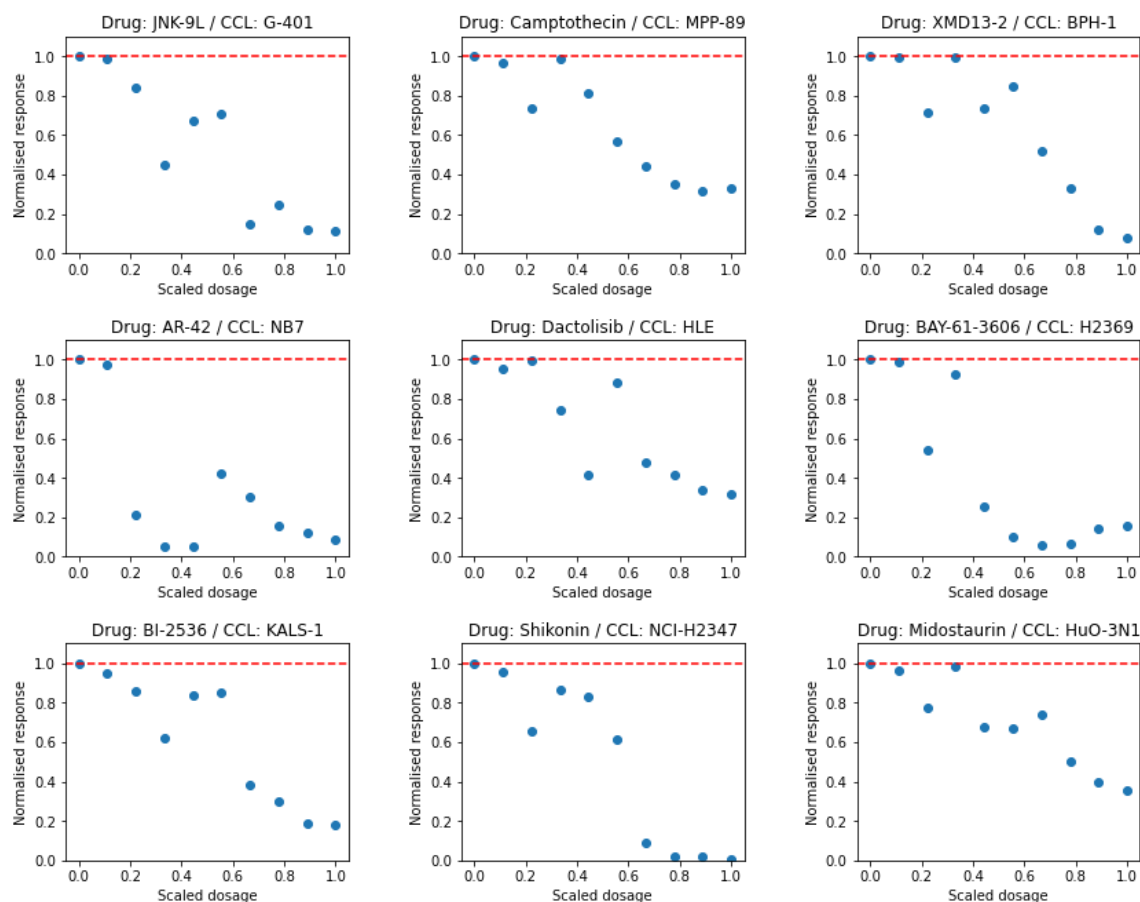 Drug: JNK-9L / CCL: G-401
Drug: Camptothecin / CCL: MPP-89
Drug: XMD13-2 / CCL: BPH-1
Normalised response
1.0
0.8
0.6
0.4
0.2
0.0
0.0 0.2 0.4 0.6 0.8 1.0
Scaled dosage
Normalised response
1.0
0.8
0.6
0.4
0.2
0.0
0.0 0.2 0.4 0.6 0.8 1.0
Scaled dosage
Normalised response
1.0
0.8
0.6
0.4
0.2
0.0
0.0 0.2 0.4 0.6 0.8 1.0
Scaled dosage
Drug: AR-42 / CCL: NB7
Drug: Dactolisib / CCL: HLE
Drug: BAY-61-3606 / CCL: H2369
Normalised response
1.0
0.8
0.6
0.4
0.2
0.0
0.0 0.2 0.4 0.6 0.8 1.0
Scaled dosage
Normalised response
1.0
0.8
0.6
0.4
0.2
0.0
0.0 0.2 0.4 0.6 0.8 1.0
Scaled dosage
Normalised response
1.0
0.8
0.6
0.4
0.2
0.0
0.0 0.2 0.4 0.6 0.8 1.0
Scaled dosage
Drug: BI-2536 / CCL: KALS-1
Drug: Shikonin / CCL: NCI-H2347
Drug: Midostaurin / CCL: HuO-3N1
Normalised response
1.0
0.8
0.6
0.4
0.2
0.0
0.0 0.2 0.4 0.6 0.8 1.0
Scaled dosage
Normalised response
1.0
0.8
0.6
0.4
0.2
0.0
0.0 0.2 0.4 0.6 0.8 1.0
Scaled dosage
Normalised response
1.0
0.8
0.6
0.4
0.2
0.0
0.0 0.2 0.4 0.6 0.8 1.0
Scaled dosage